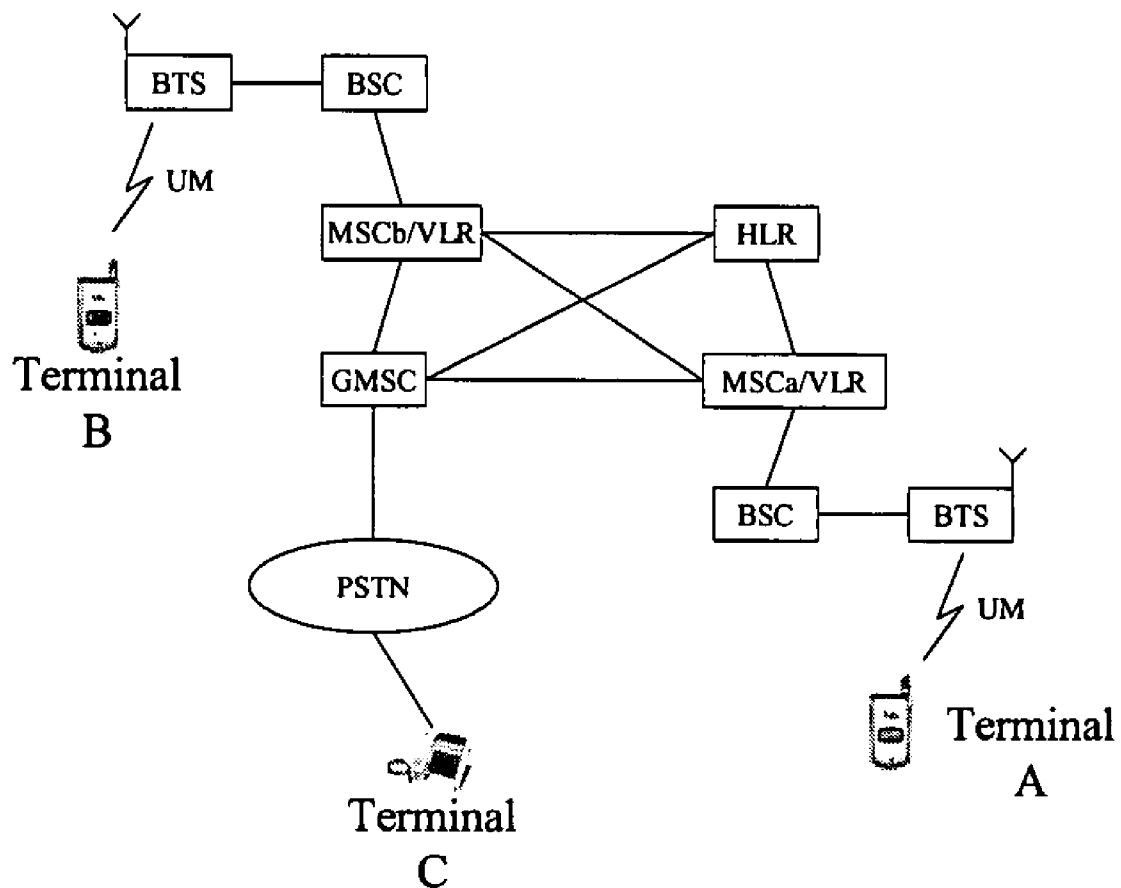 BTS
BSC
UM
MSCb/VLR
HLR
Terminal
B
GMSC
MSCa/VLR
BSC
BTS
PSTN
UM
Terminal
A
Terminal
C